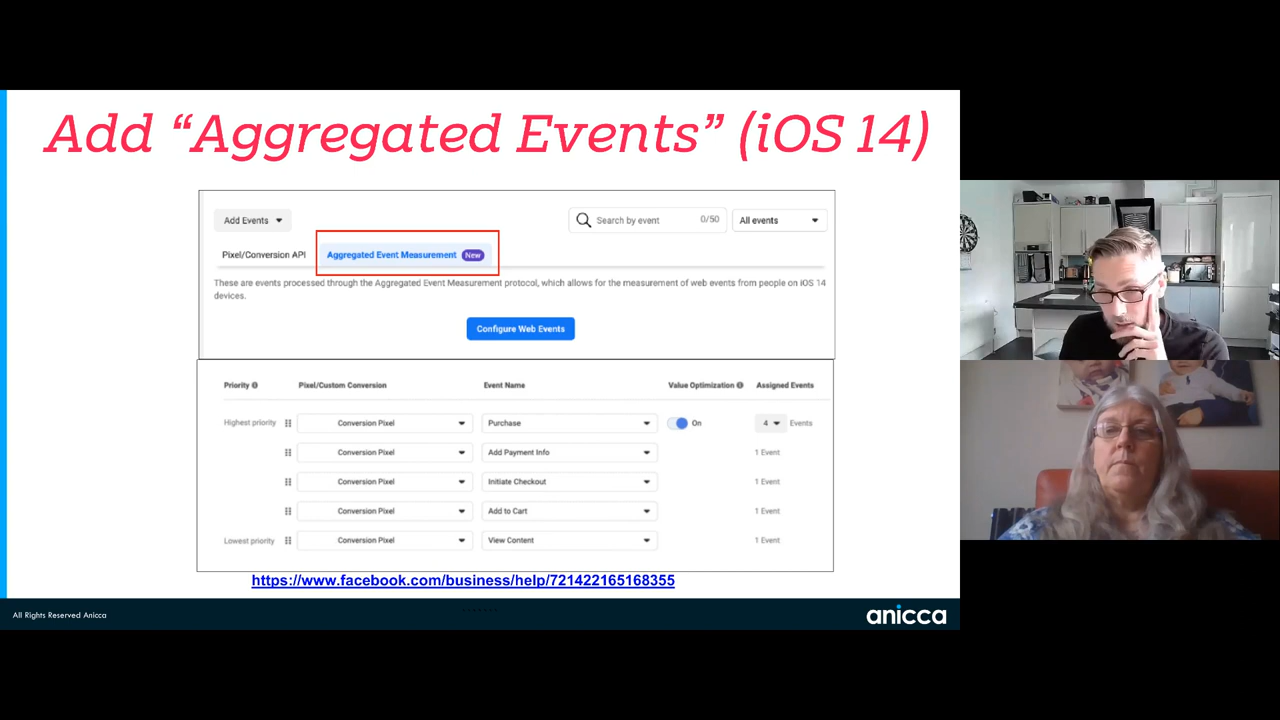 Add “Aggregated Events” (iOS 14)
Add Events
Search by event 0/50
All events
Pixel/Conversion API
Aggregated Event Measurement New
These are events processed through the Aggregated Event Measurement protocol, which allows for the measurement of web events from people on iOS 14
devices.
Configure Web Events
Priority Pixel/Custom Conversion Event Name Value Optimization Assigned Events
Highest priority Conversion Pixel Purchase On 4 Events
Conversion Pixel Add Payment Info 1 Event
Conversion Pixel Initiate Checkout 1 Event
Conversion Pixel Add to Cart 1 Event
Lowest priority Conversion Pixel View Content 1 Event
https://www.facebook.com/business/help/721422165168355
All Rights Reserved Anicca
anicca